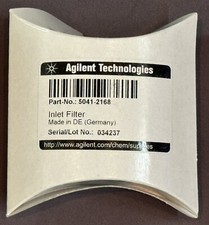 Agilent Technologies
Part-No.: 5041-2168
Inlet Filter
Made in DE (Germany)
Serial/Lot No.: 034237
http://www.agilent.com/chem/supplies